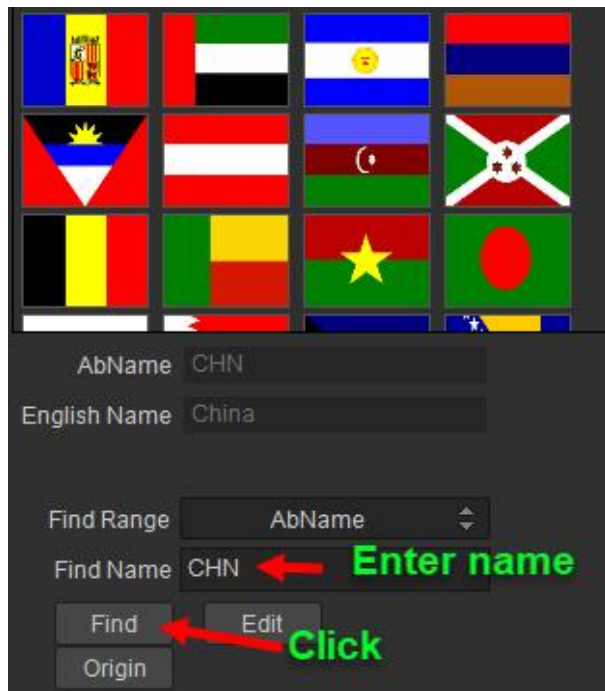 AbName CHN
English Name China
Find Range AbName
Find Name CHN Enter name
Find Edit
Click
Origin